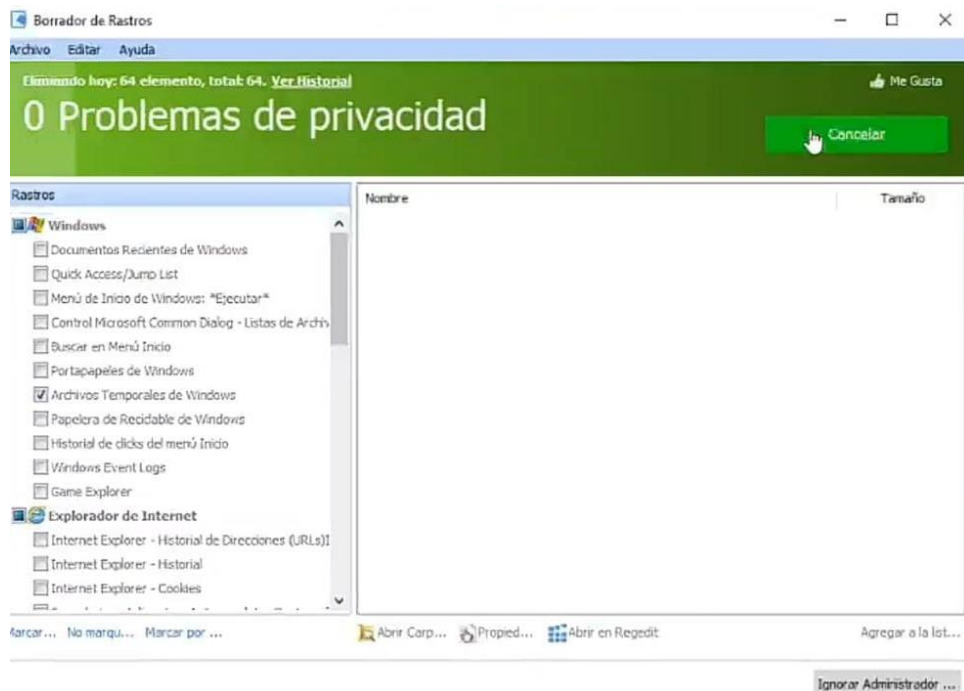 Borrador de Rastros
Archivo Editar Ayuda
Eliminando hoy: 64 elemento, total: 64. Ver Historial
Me Gusta
0 Problemas de privacidad
Cancelar
Rastros
Nombre Tamaño
Windows
Documentos Recientes de Windows
Quick Access/Jump List
Menú de Inicio de Windows: "Ejecutar"
Control Microsoft Common Dialog - Listas de Archiv
Buscar en Menú Inicio
Portapapeles de Windows
Archivos Temporales de Windows
Papelera de Reciclable de Windows
Historial de clicks del menú Inicio
Windows Event Logs
Game Explorer
Explorador de Internet
Internet Explorer - Historial de Direcciones (URLs)I
Internet Explorer - Historial
Internet Explorer - Cookies
Marcar... No marqu... Marcar por ... Abrir Carp... Propied... Abrir en Regedit Agregar a la list...
Ignorar Administrador ...